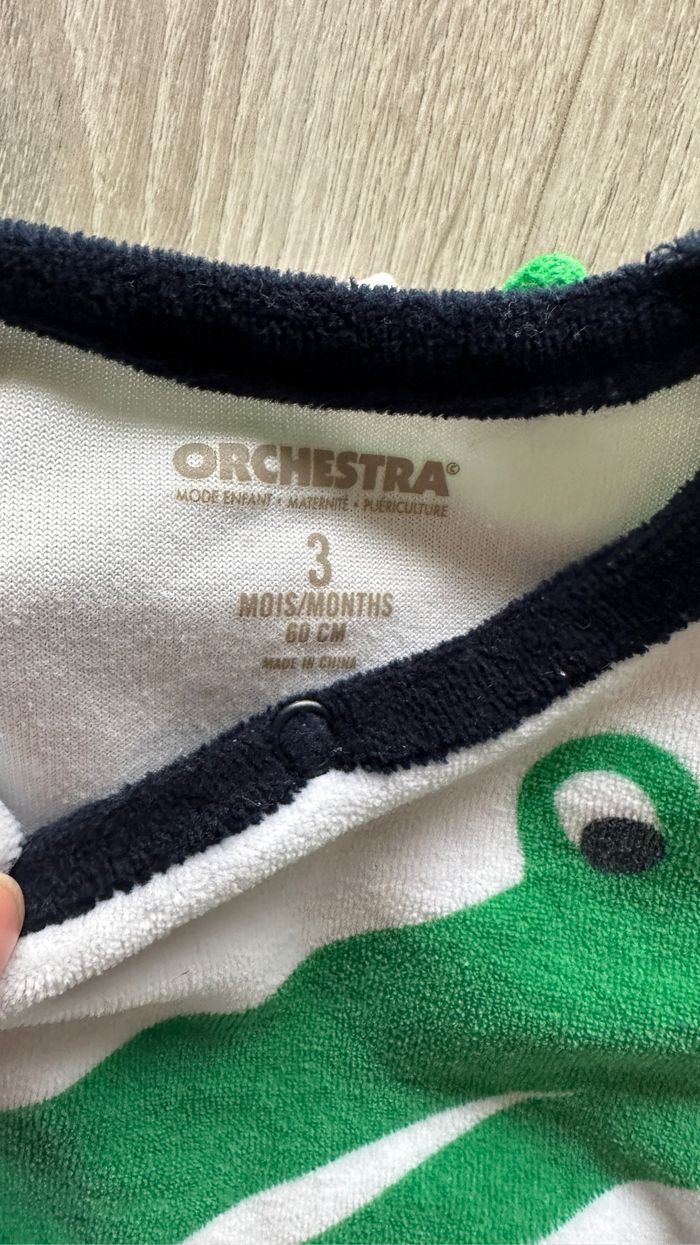 ORCHESTRA©
MODE ENFANT • MATERNITÉ • PUÉRICULTURE
3
MOIS/MONTHS
60 CM
MADE IN CHINA